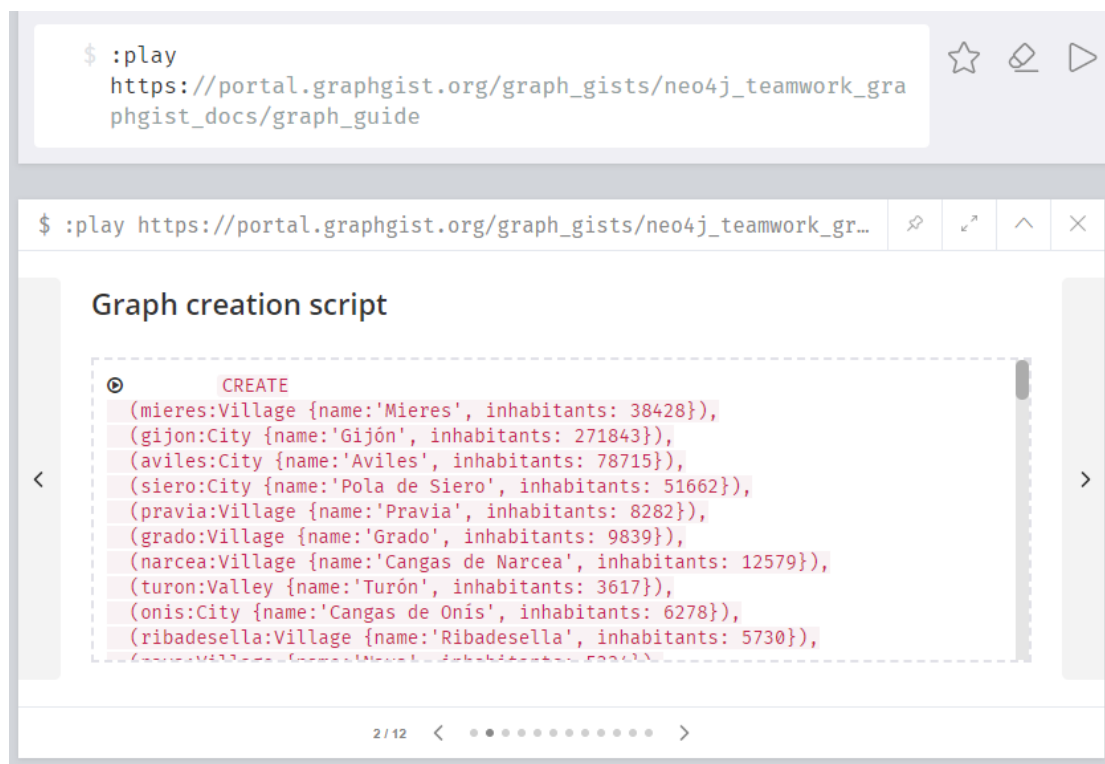 $ :play
https://portal.graphgist.org/graph_gists/neo4j_teamwork_gra
phgist_docs/graph_guide
$ :play https://portal.graphgist.org/graph_gists/neo4j_teamwork_gr…
Graph creation script
CREATE
(mieres:Village {name:'Mieres', inhabitants: 38428}),
(gijon:City {name:'Gijón', inhabitants: 271843}),
(aviles:City {name:'Aviles', inhabitants: 78715}),
(siero:City {name:'Pola de Siero', inhabitants: 51662}),
(pravia:Village {name:'Pravia', inhabitants: 8282}),
(grado:Village {name:'Grado', inhabitants: 9839}),
(narcea:Village {name:'Cangas de Narcea', inhabitants: 12579}),
(turon:Valley {name:'Turón', inhabitants: 3617}),
(onis:City {name:'Cangas de Onís', inhabitants: 6278}),
(ribadesella:Village {name:'Ribadesella', inhabitants: 5730}),
2 / 12